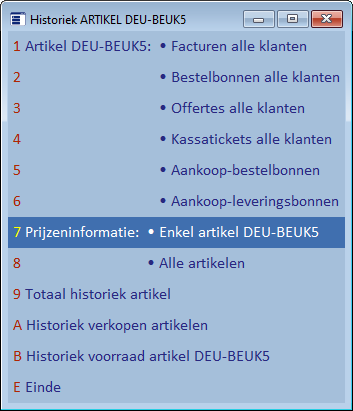 Historiek ARTIKEL DEU-BEUK5
1 Artikel DEU-BEUK5: • Facturen alle klanten
2 • Bestelbonnen alle klanten
3 • Offertes alle klanten
4 • Kassatickets alle klanten
5 • Aankoop-bestelbonnen
6 • Aankoop-leveringsbonnen
7 Prijzeninformatie: • Enkel artikel DEU-BEUK5
8 • Alle artikelen
9 Totaal historiek artikel
A Historiek verkopen artikelen
B Historiek voorraad artikel DEU-BEUK5
E Einde